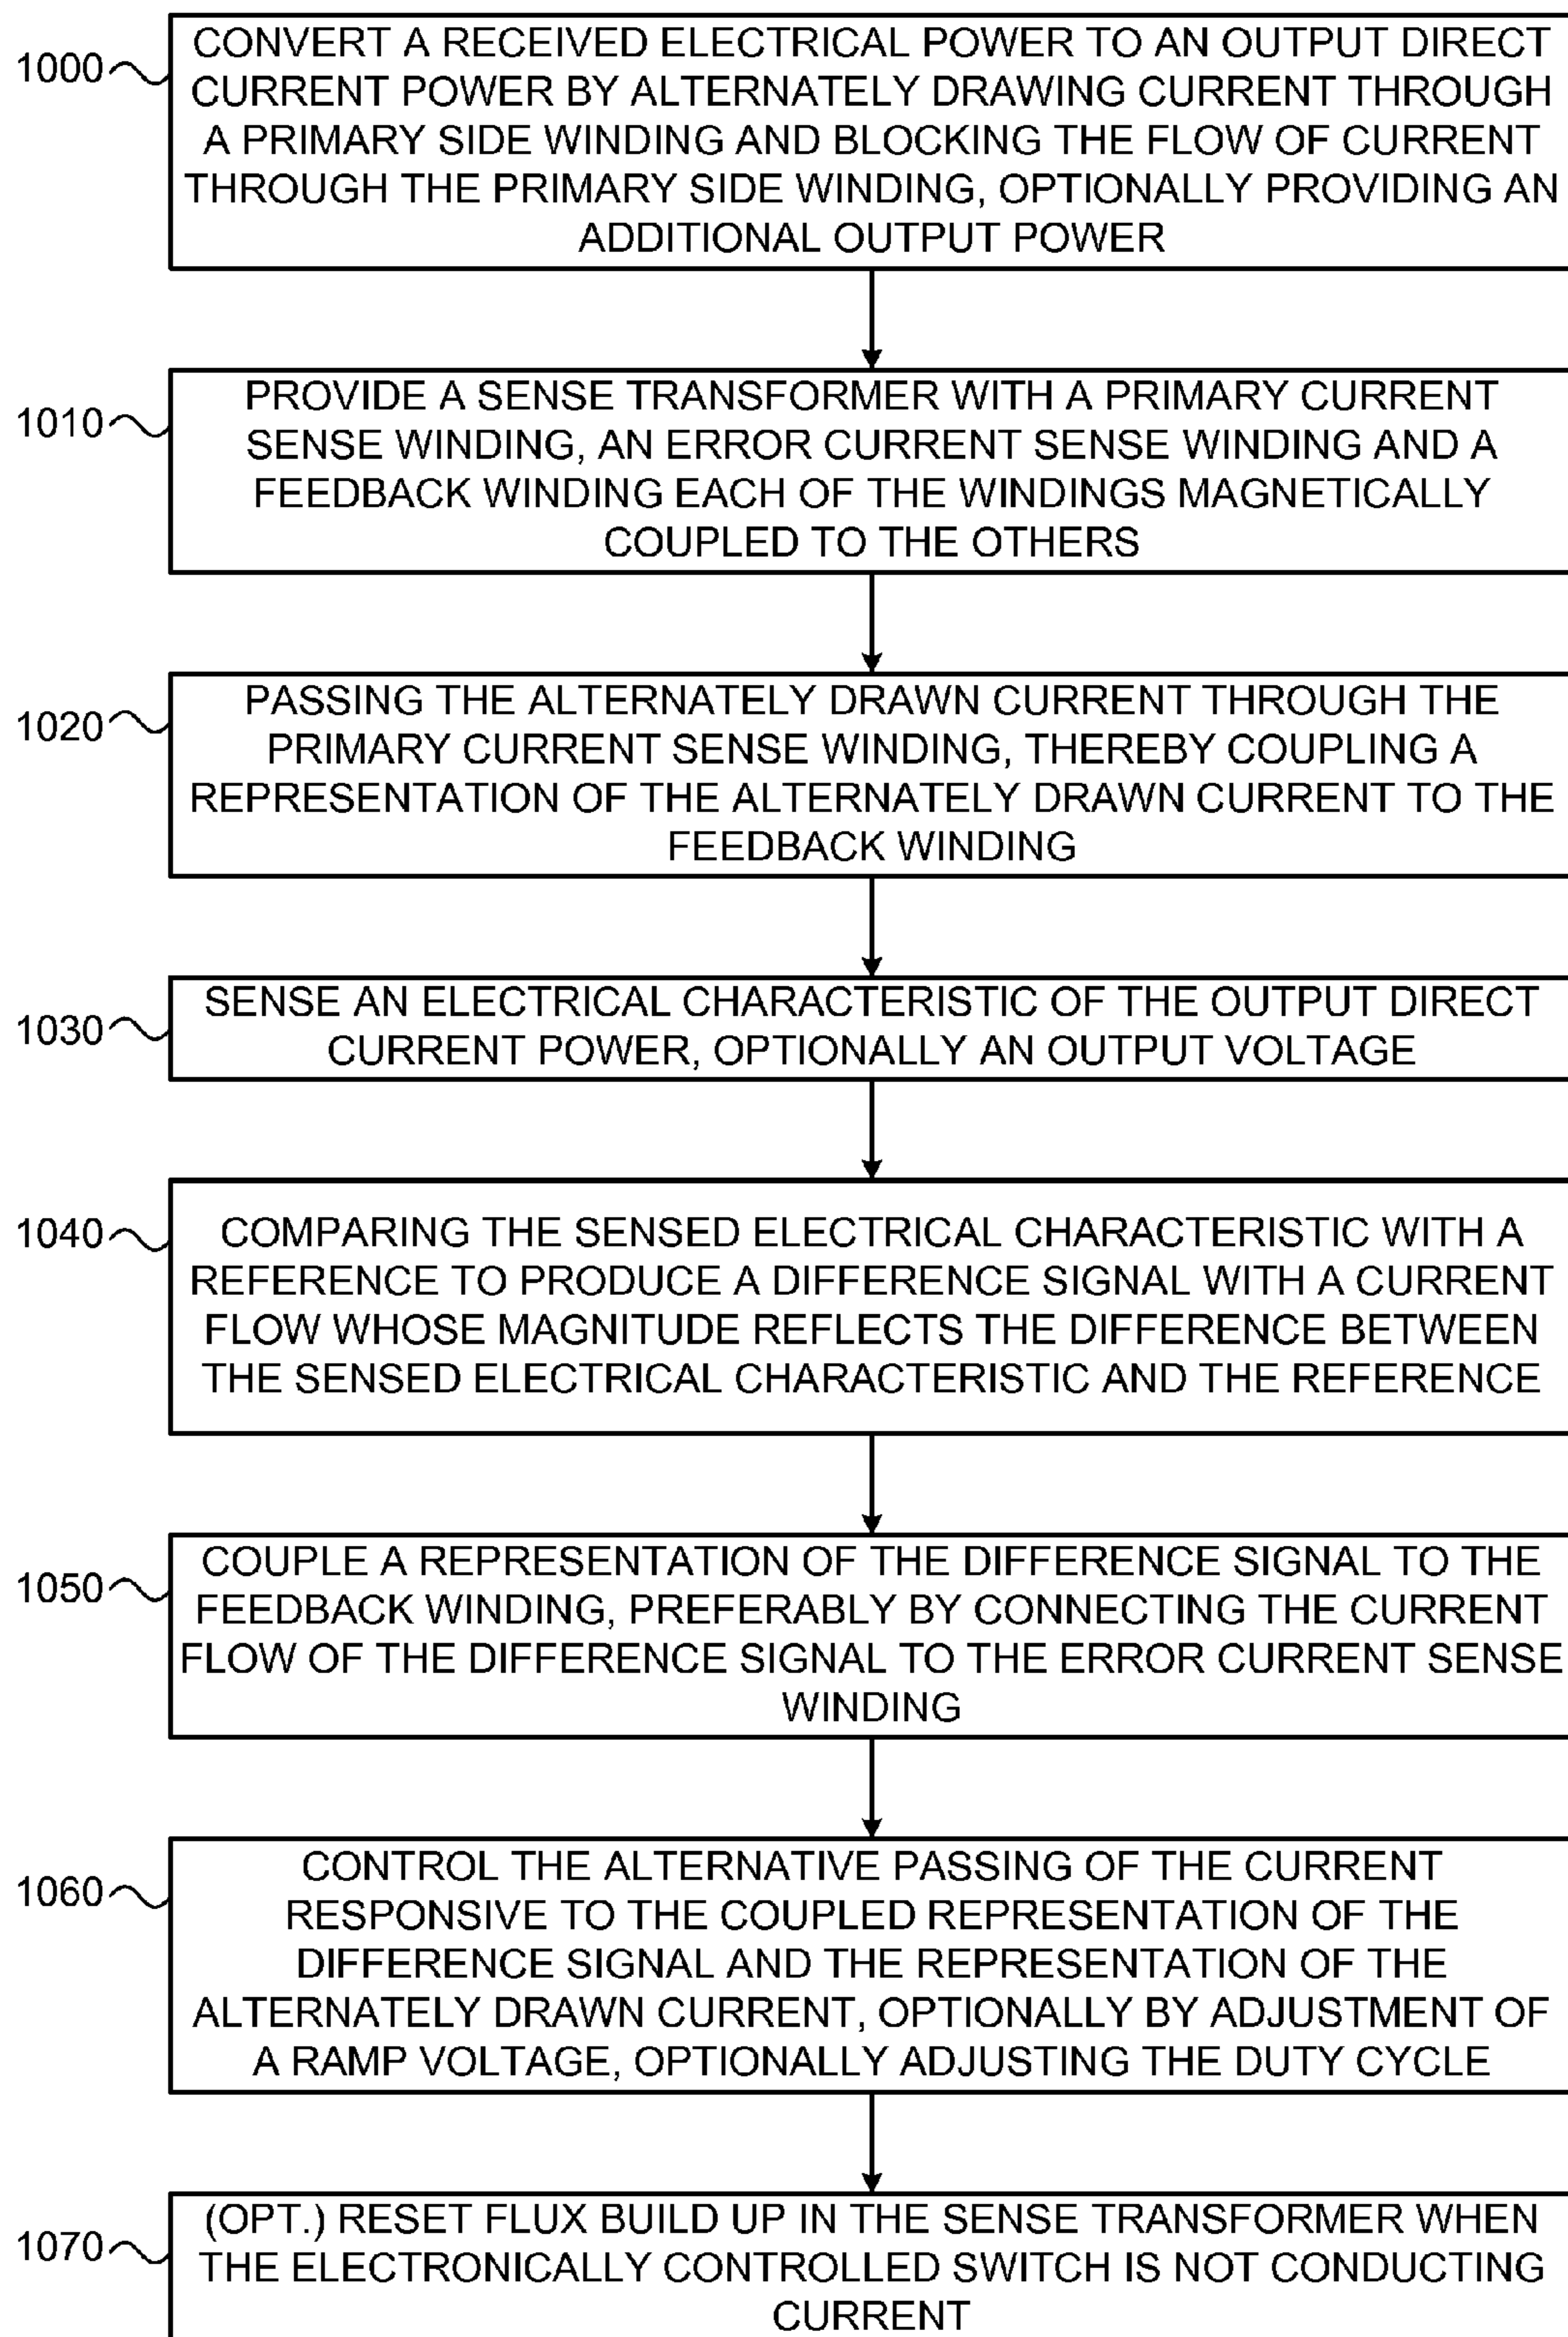 1000
CONVERT A RECEIVED ELECTRICAL POWER TO AN OUTPUT DIRECT
CURRENT POWER BY ALTERNATELY DRAWING CURRENT THROUGH
A PRIMARY SIDE WINDING AND BLOCKING THE FLOW OF CURRENT
THROUGH THE PRIMARY SIDE WINDING, OPTIONALLY PROVIDING AN
ADDITIONAL OUTPUT POWER
1010
PROVIDE A SENSE TRANSFORMER WITH A PRIMARY CURRENT
SENSE WINDING, AN ERROR CURRENT SENSE WINDING AND A
FEEDBACK WINDING EACH OF THE WINDINGS MAGNETICALLY
COUPLED TO THE OTHERS
1020
PASSING THE ALTERNATELY DRAWN CURRENT THROUGH THE
PRIMARY CURRENT SENSE WINDING, THEREBY COUPLING A
REPRESENTATION OF THE ALTERNATELY DRAWN CURRENT TO THE
FEEDBACK WINDING
1030
SENSE AN ELECTRICAL CHARACTERISTIC OF THE OUTPUT DIRECT
CURRENT POWER, OPTIONALLY AN OUTPUT VOLTAGE
1040
COMPARING THE SENSED ELECTRICAL CHARACTERISTIC WITH A
REFERENCE TO PRODUCE A DIFFERENCE SIGNAL WITH A CURRENT
FLOW WHOSE MAGNITUDE REFLECTS THE DIFFERENCE BETWEEN
THE SENSED ELECTRICAL CHARACTERISTIC AND THE REFERENCE
1050
COUPLE A REPRESENTATION OF THE DIFFERENCE SIGNAL TO THE
FEEDBACK WINDING, PREFERABLY BY CONNECTING THE CURRENT
FLOW OF THE DIFFERENCE SIGNAL TO THE ERROR CURRENT SENSE
WINDING
1060
CONTROL THE ALTERNATIVE PASSING OF THE CURRENT
RESPONSIVE TO THE COUPLED REPRESENTATION OF THE
DIFFERENCE SIGNAL AND THE REPRESENTATION OF THE
ALTERNATELY DRAWN CURRENT, OPTIONALLY BY ADJUSTMENT OF
A RAMP VOLTAGE, OPTIONALLY ADJUSTING THE DUTY CYCLE
1070
(OPT.) RESET FLUX BUILD UP IN THE SENSE TRANSFORMER WHEN
THE ELECTRONICALLY CONTROLLED SWITCH IS NOT CONDUCTING
CURRENT